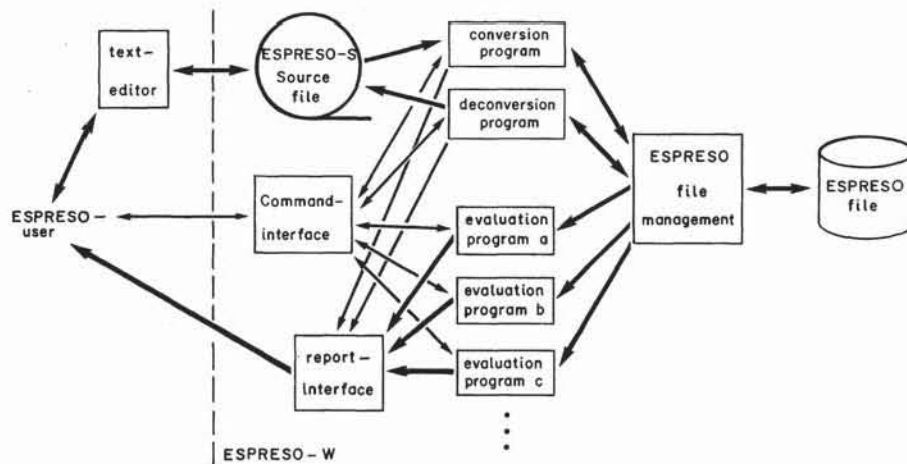 text-
editor
ESPRESO-S
Source
file
conversion
program
deconversion
program
ESPRESO
file
management
ESPRESO
file
ESPRESO-
user
Command-
interface
evaluation
program a
evaluation
program b
evaluation
program c
report-
interface
ESPRESO-W